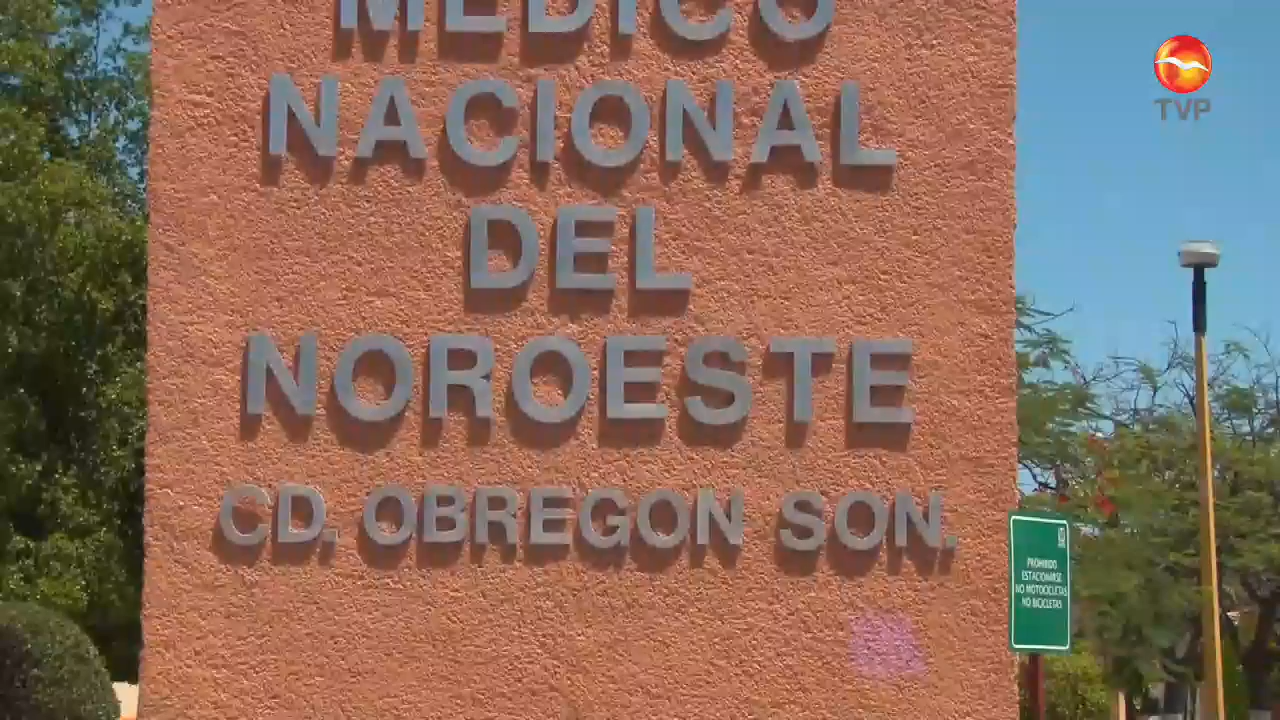 MEDICO
NACIONAL
DEL
NOROESTE
CD. OBREGON SON.
TVP
PROHIBIDO
ESTACIONARSE
NO MOTOCICLETAS
NO BICICLETAS